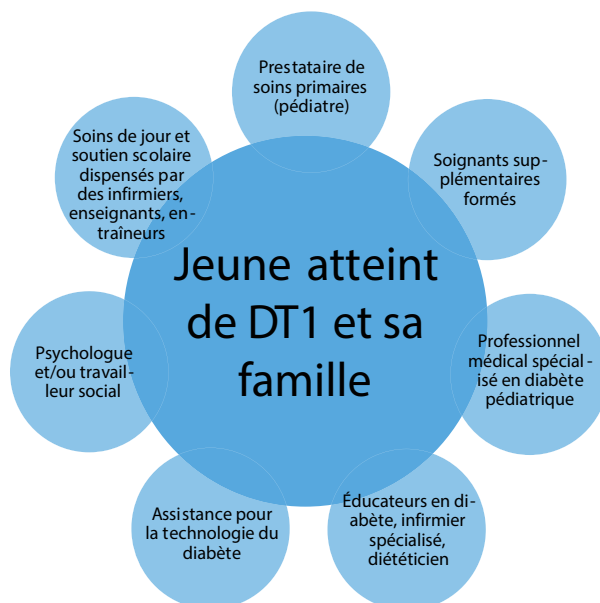 Prestataire de
soins primaires
(pédiatre)
Soins de jour et
soutien scolaire
dispensés par
des infirmiers,
enseignants, en-
traîneurs
Soignants sup-
plémentaires
formés
Jeune atteint
de DT1 et sa
famille
Psychologue
et/ou travail-
leur social
Professionnel
médical spécial-
isé en diabète
pédiatrique
Assistance pour
la technologie du
diabète
Éducateurs en di-
abète, infirmier
spécialisé,
diététicien